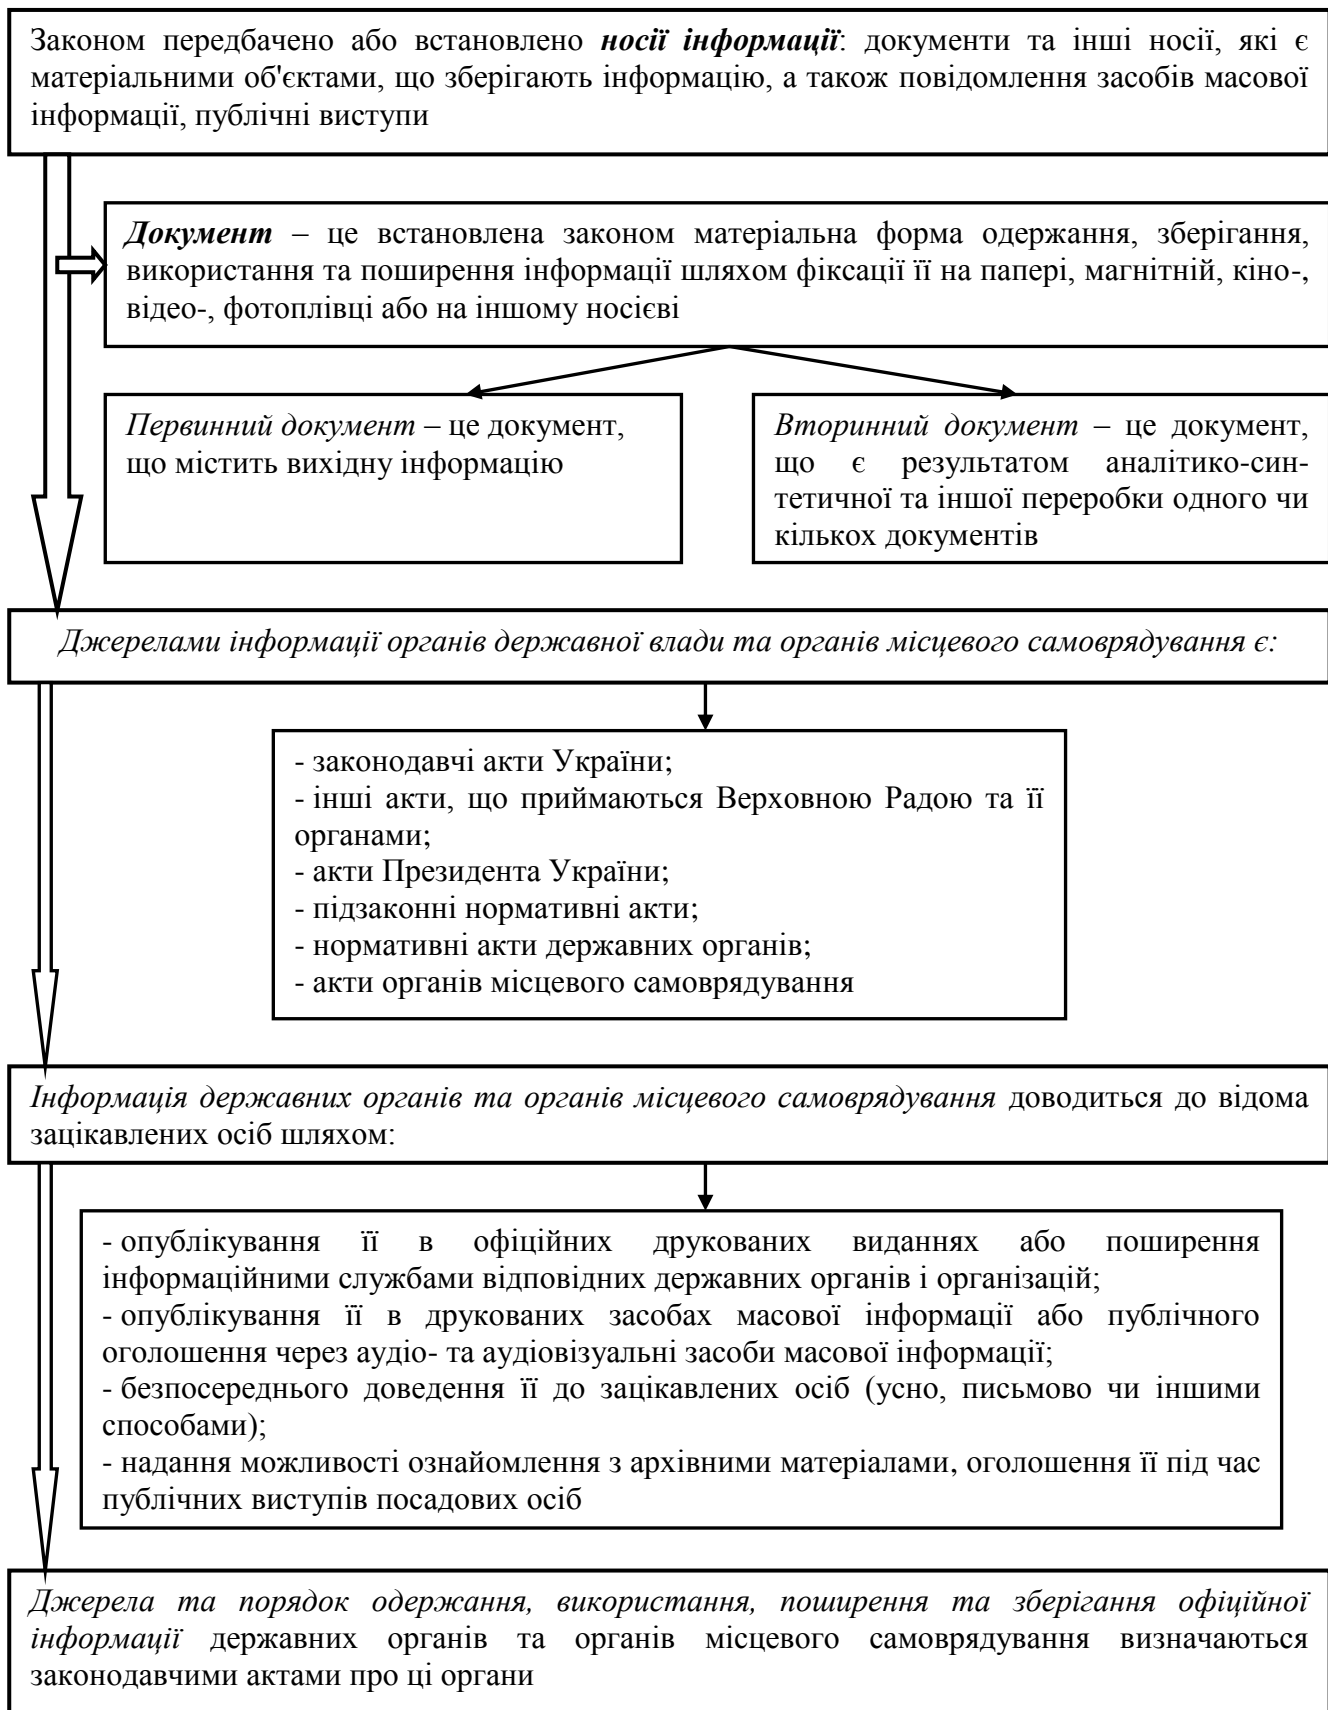 Законом передбачено або встановлено носії інформації: документи та інші носії, які є
матеріальними об'єктами, що зберігають інформацію, а також повідомлення засобів масової
інформації, публічні виступи
Документ – це встановлена законом матеріальна форма одержання, зберігання,
використання та поширення інформації шляхом фіксації її на папері, магнітній, кіно-,
відео-, фотоплівці або на іншому носієві
Первинний документ – це документ,
що містить вихідну інформацію
Вторинний документ – це документ,
що є результатом аналітико-син-
тетичної та іншої переробки одного чи
кількох документів
Джерелами інформації органів державної влади та органів місцевого самоврядування є:
- законодавчі акти України;
- інші акти, що приймаються Верховною Радою та її
органами;
- акти Президента України;
- підзаконні нормативні акти;
- нормативні акти державних органів;
- акти органів місцевого самоврядування
Інформація державних органів та органів місцевого самоврядування доводиться до відома
зацікавлених осіб шляхом:
- опублікування її в офіційних друкованих виданнях або поширення
інформаційними службами відповідних державних органів і організацій;
- опублікування її в друкованих засобах масової інформації або публічного
оголошення через аудіо- та аудіовізуальні засоби масової інформації;
- безпосереднього доведення її до зацікавлених осіб (усно, письмово чи іншими
способами);
- надання можливості ознайомлення з архівними матеріалами, оголошення її під час
публічних виступів посадових осіб
Джерела та порядок одержання, використання, поширення та зберігання офіційної
інформації державних органів та органів місцевого самоврядування визначаються
законодавчими актами про ці органи